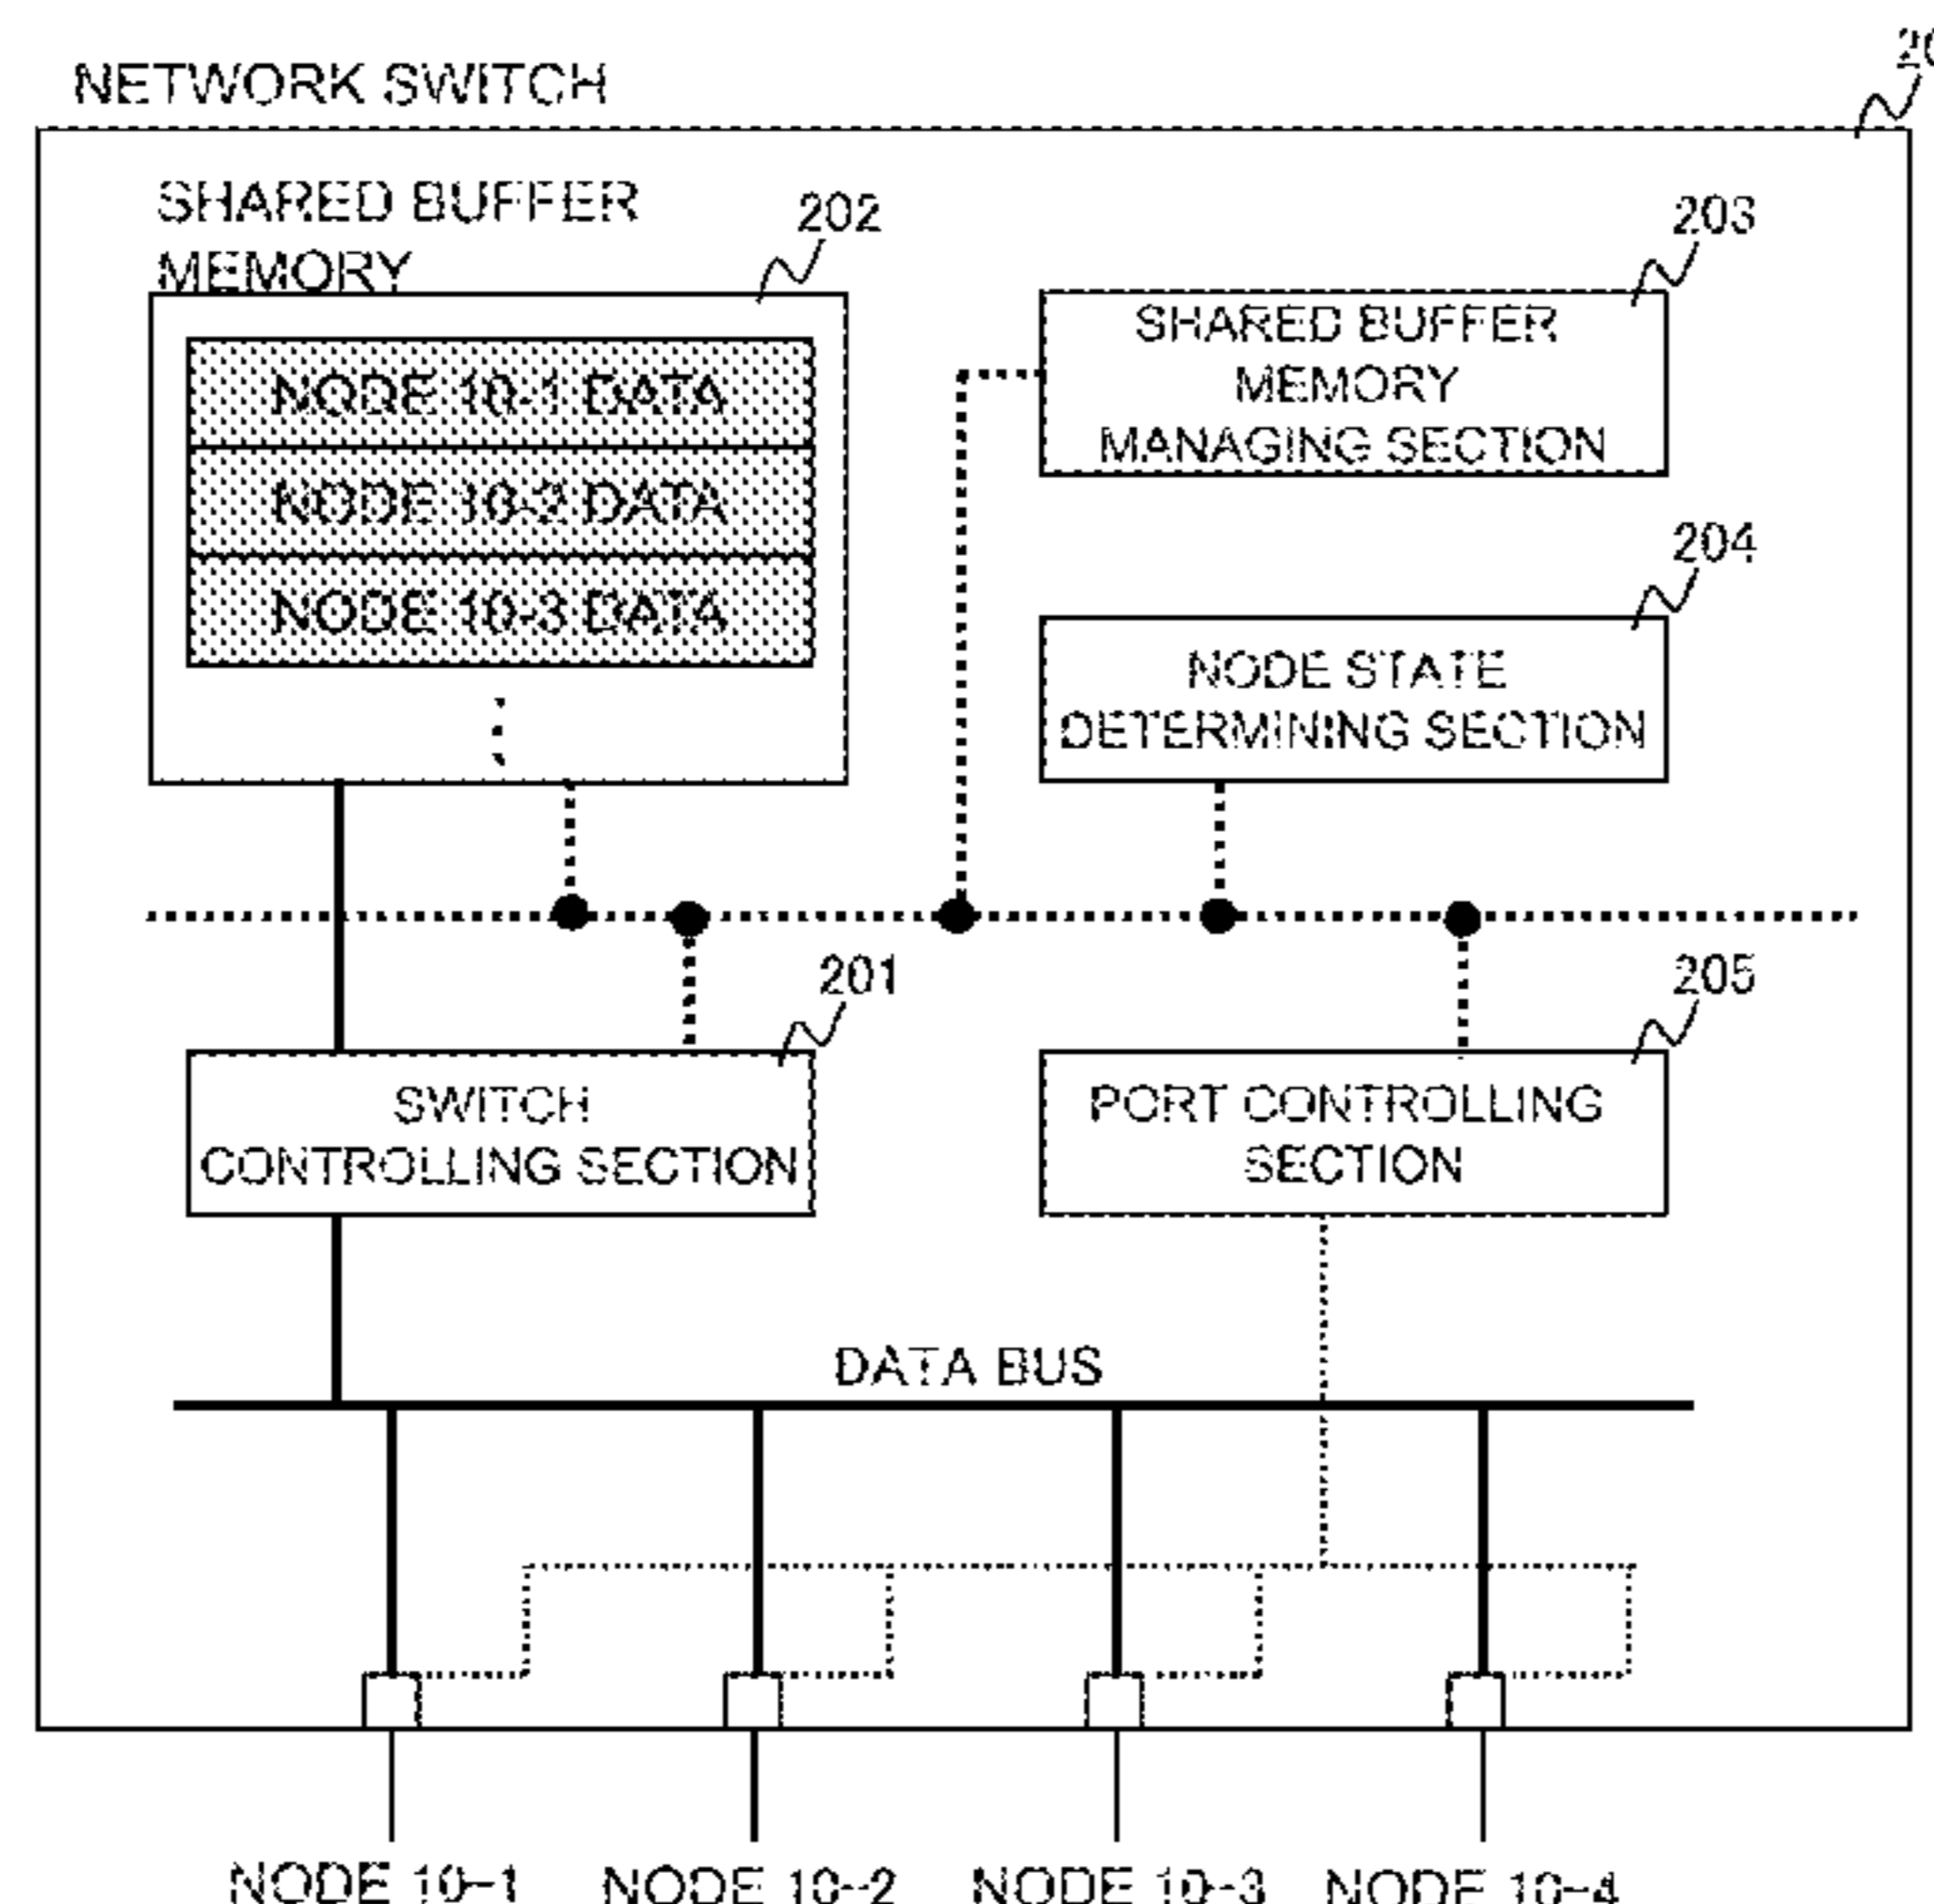 20
NETWORK SWITCH
SHARED BUFFER
MEMORY
202
203
NODE 10-1 DATA
NODE 10-2 DATA
NODE 10-3 DATA
SHARED BUFFER
MEMORY
MANAGING SECTION
204
NODE STATE
DETERMINING SECTION
201
205
SWITCH
CONTROLLING SECTION
PORT CONTROLLING
SECTION
DATA BUS
NODE 10-1 NODE 10-2 NODE 10-3 NODE 10-4